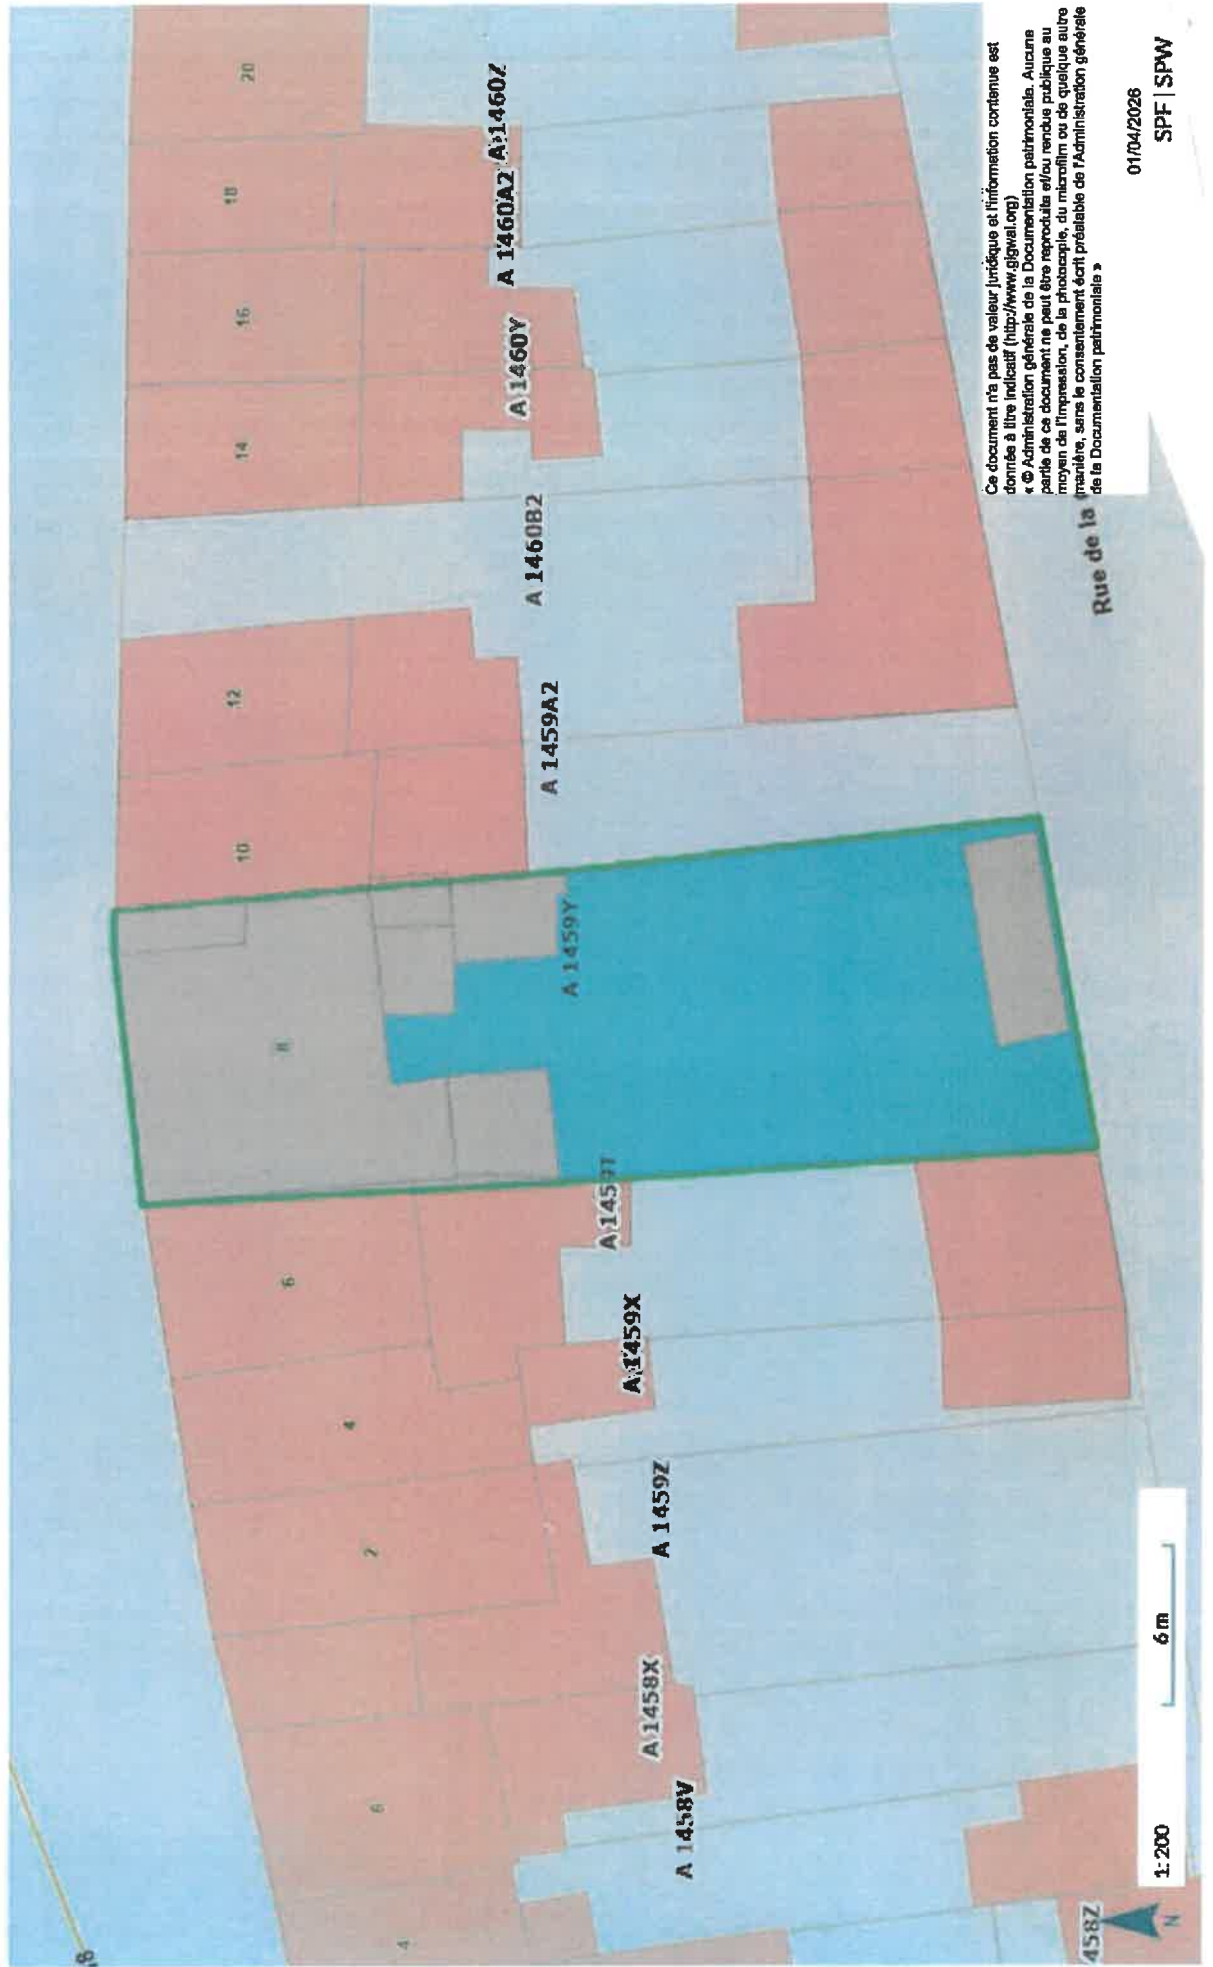 20
18
16
14
12
10
8
6
4
2
6
4
A 1460Z
A 1460A2
A 1460Y
A 1460B2
A 1459A2
A 1459Y
A 1459T
A 1459X
A 1459Z
A 1458X
A 1458V
458Z
Rue de la
Ce document n'a pas de valeur juridique et l'information contenue est
donnée à titre indicatif (http://www.gigwal.org)
« © Administration générale de la Documentation patrimoniale. Aucune
partie de ce document ne peut être reproduite et/ou rendue publique au
moyen de l'impression, de la photocopie, du microfilm ou de quelque autre
manière, sans le consentement écrit préalable de l'Administration générale
de la Documentation patrimoniale »
01/04/2026
SPF | SPW
1:200
6 m
N